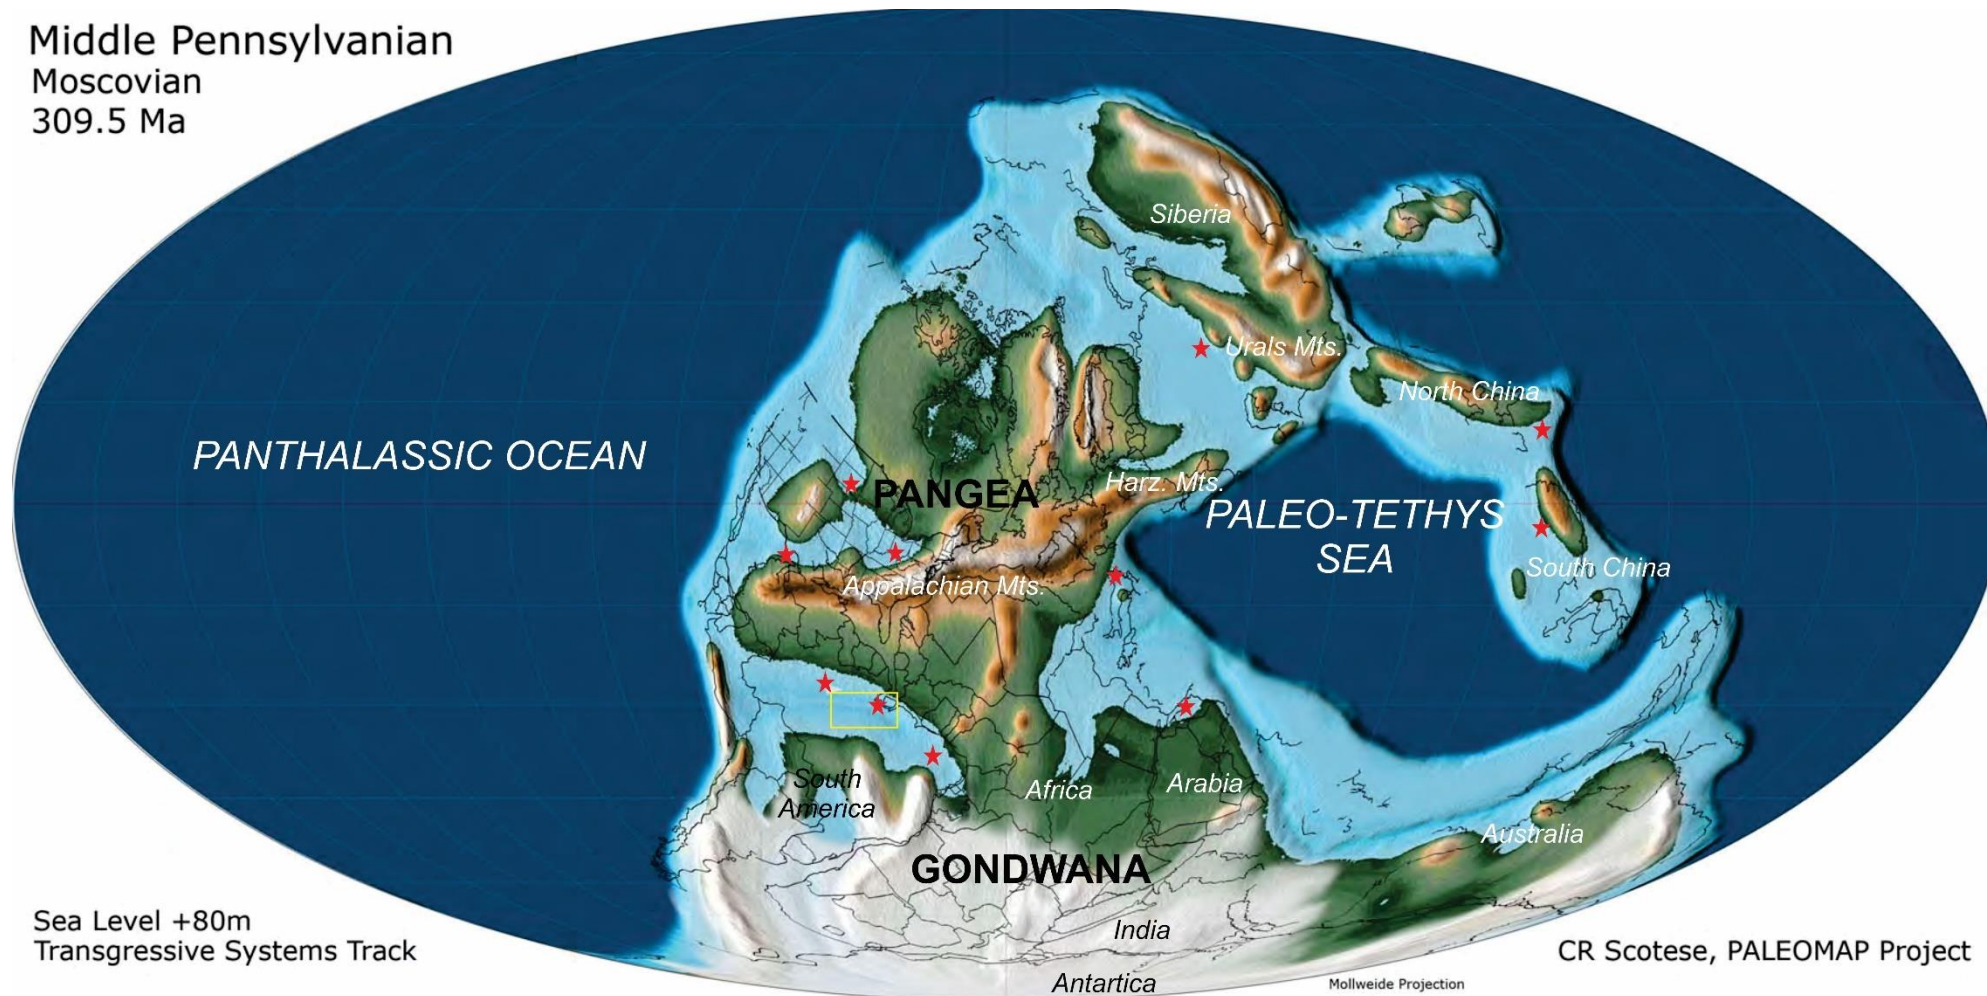 Middle Pennsylvanian
Moscovian
309.5 Ma
Siberia
Urals Mts.
North China
PANTHALASSIC OCEAN
PANGEA
Harz. Mts.
PALEO-TETHYS
SEA
South China
Appalachian Mts.
South
America
Africa
Arabia
Australia
GONDWANA
India
Antartica
Sea Level +80m
Transgressive Systems Track
CR Scotese, PALEOMAP Project
Mollweide Projection